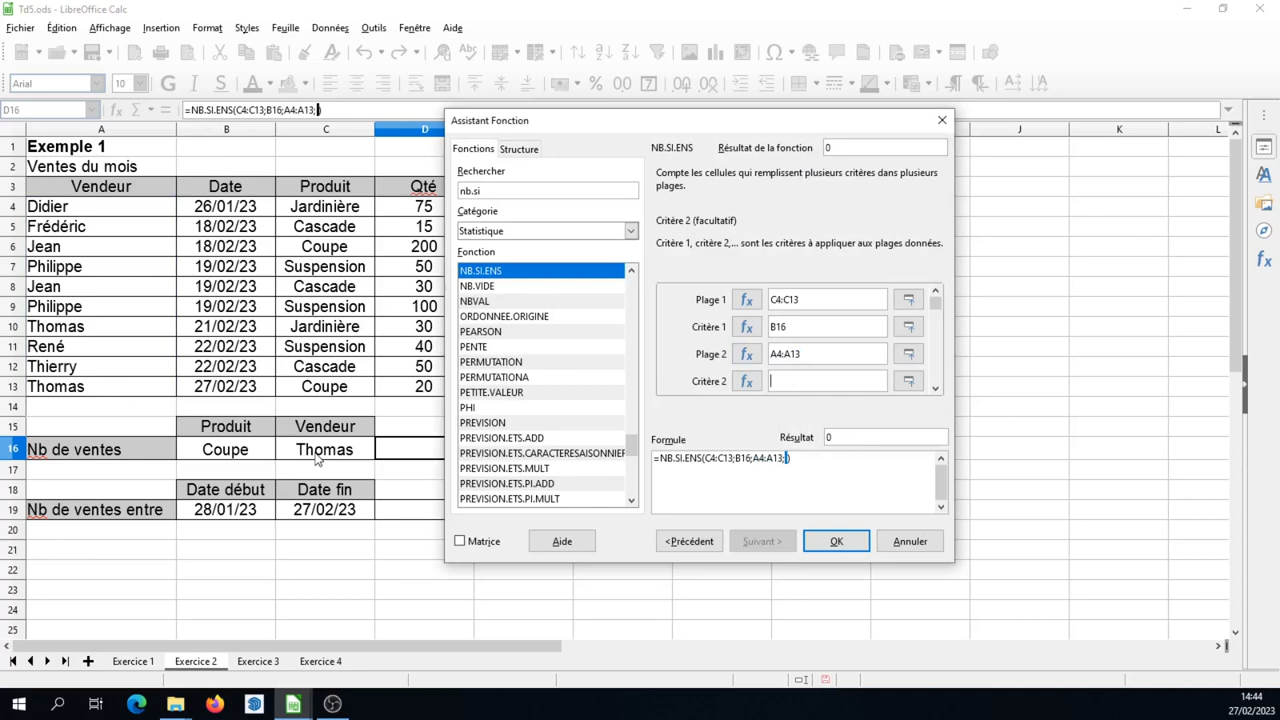 Td5.ods - LibreOffice Calc
Fichier Édition Affichage Insertion Format Styles Feuille Données Outils Fenêtre Aide
Arial 10
D16 =NB.SI.ENS(C4:C13;B16;A4:A13;)
A B C D J K L
1 Exemple 1
2 Ventes du mois
3 Vendeur Date Produit Qté
4 Didier 26/01/23 Jardinière 75
5 Frédéric 18/02/23 Cascade 15
6 Jean 18/02/23 Coupe 200
7 Philippe 19/02/23 Suspension 50
8 Jean 19/02/23 Cascade 30
9 Philippe 19/02/23 Suspension 100
10 Thomas 21/02/23 Jardinière 30
11 René 22/02/23 Suspension 40
12 Thierry 22/02/23 Cascade 50
13 Thomas 27/02/23 Coupe 20
14
15 Produit Vendeur
16 Nb de ventes Coupe Thomas
17
18 Date début Date fin
19 Nb de ventes entre 28/01/23 27/02/23
20
21
22
23
24
25
Assistant Fonction
Fonctions Structure
Rechercher
nb.si
Catégorie
Statistique
Fonction
NB.SI.ENS
NB.VIDE
NBVAL
ORDONNEE.ORIGINE
PEARSON
PENTE
PERMUTATION
PERMUTATIONA
PETITE.VALEUR
PHI
PREVISION
PREVISION.ETS.ADD
PREVISION.ETS.CARACTERESAISONNIER
PREVISION.ETS.MULT
PREVISION.ETS.PI.ADD
PREVISION.ETS.PI.MULT
NB.SI.ENS Résultat de la fonction 0
Compte les cellules qui remplissent plusieurs critères dans plusieurs
plages.
Critère 2 (facultatif)
Critère 1, critère 2,... sont les critères à appliquer aux plages données.
Plage 1 fx C4:C13
Critère 1 fx B16
Plage 2 fx A4:A13
Critère 2 fx
Formule Résultat 0
=NB.SI.ENS(C4:C13;B16;A4:A13;)
Matrice Aide <Précédent Suivant > OK Annuler
Exercice 1 Exercice 2 Exercice 3 Exercice 4
14:44
27/02/2023